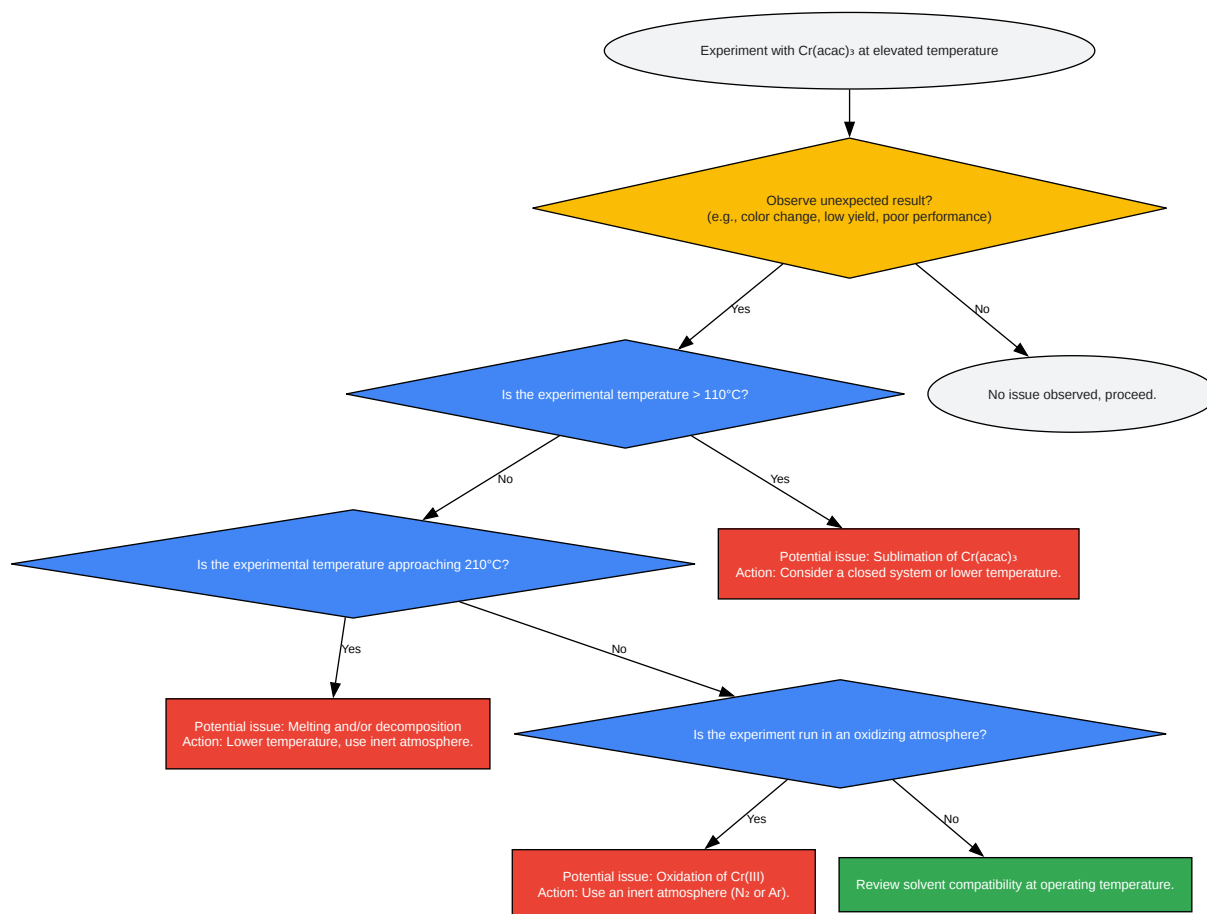 Experiment with Cr(acac)₃ at elevated temperature
Observe unexpected result?
(e.g., color change, low yield, poor performance)
Yes
No
Is the experimental temperature > 110°C?
No issue observed, proceed.
No
Yes
Is the experimental temperature approaching 210°C?
Potential issue: Sublimation of Cr(acac)₃
Action: Consider a closed system or lower temperature.
Yes
No
Potential issue: Melting and/or decomposition
Action: Lower temperature, use inert atmosphere.
Is the experiment run in an oxidizing atmosphere?
Yes
No
Potential issue: Oxidation of Cr(III)
Action: Use an inert atmosphere (N₂ or Ar).
Review solvent compatibility at operating temperature.